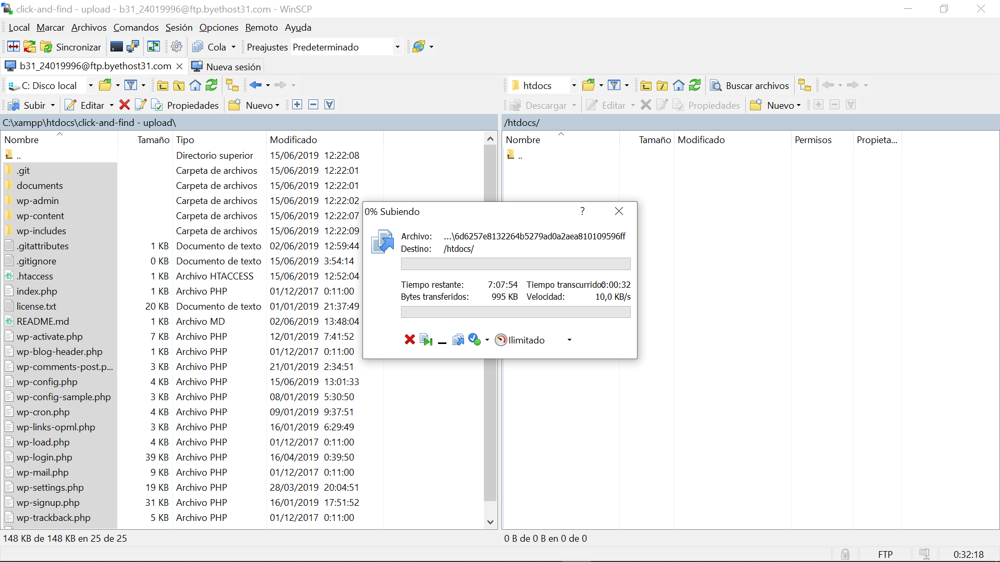 click-and-find - upload - b31_24019996@ftp.byethost31.com - WinSCP
Local Marcar Archivos Comandos Sesión Opciones Remoto Ayuda
Sincronizar Cola Preajustes Predeterminado
b31_24019996@ftp.byethost31.com Nueva sesión
C: Disco local
Subir Editar Propiedades Nuevo
C:\xampp\htdocs\click-and-find - upload\
Nombre Tamaño Tipo Modificado
.. Directorio superior 15/06/2019 12:22:08
.git Carpeta de archivos 15/06/2019 12:22:01
documents Carpeta de archivos 15/06/2019 12:22:01
wp-admin Carpeta de archivos 15/06/2019 12:22:02
wp-content Carpeta de archivos 15/06/2019 12:22:07
wp-includes Carpeta de archivos 15/06/2019 12:22:09
.gitattributes 1 KB Documento de texto 02/06/2019 12:59:44
.gitignore 0 KB Documento de texto 15/06/2019 3:54:14
.htaccess 1 KB Archivo HTACCESS 15/06/2019 12:52:04
index.php 1 KB Archivo PHP 01/12/2017 0:11:00
license.txt 20 KB Documento de texto 01/01/2019 21:37:49
README.md 1 KB Archivo MD 02/06/2019 13:48:04
wp-activate.php 7 KB Archivo PHP 12/01/2019 7:41:52
wp-blog-header.php 1 KB Archivo PHP 01/12/2017 0:11:00
wp-comments-post.p... 3 KB Archivo PHP 21/01/2019 2:34:51
wp-config.php 4 KB Archivo PHP 15/06/2019 13:01:33
wp-config-sample.php 3 KB Archivo PHP 08/01/2019 5:30:50
wp-cron.php 4 KB Archivo PHP 09/01/2019 9:37:51
wp-links-opml.php 3 KB Archivo PHP 16/01/2019 6:29:49
wp-load.php 4 KB Archivo PHP 01/12/2017 0:11:00
wp-login.php 39 KB Archivo PHP 16/04/2019 0:39:50
wp-mail.php 9 KB Archivo PHP 01/12/2017 0:11:00
wp-settings.php 19 KB Archivo PHP 28/03/2019 20:04:51
wp-signup.php 31 KB Archivo PHP 16/01/2019 17:51:52
wp-trackback.php 5 KB Archivo PHP 01/12/2017 0:11:00
148 KB de 148 KB en 25 de 25
htdocs Buscar archivos
Descargar Editar Propiedades Nuevo
/htdocs/
Nombre Tamaño Modificado Permisos Propieta...
..
0 B de 0 B en 0 de 0
0% Subiendo ?
Archivo: ...\6d6257e8132264b5279ad0a2aea810109596ff
Destino: /htdocs/
Tiempo restante: 7:07:54 Tiempo transcurrido: 0:00:32
Bytes transferidos: 995 KB Velocidad: 10,0 KB/s
Ilimitado
FTP 0:32:18